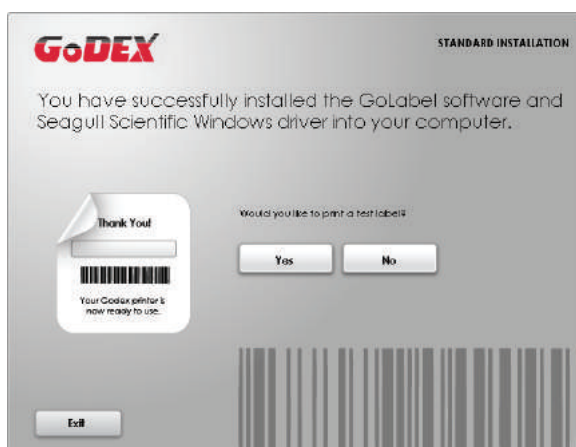 GoDEX
STANDARD INSTALLATION
You have successfully installed the GoLabel software and
Seagull Scientific Windows driver into your computer.
Thank You!
Your Godex printer is
now ready to use.
Would you like to print a test label?
Yes No
Exit